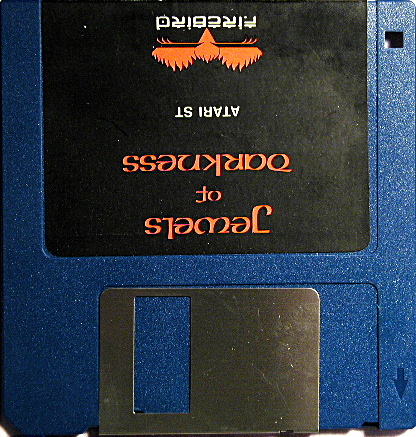 Jewels
of
Darkness
ATARI ST
FIREBIRD